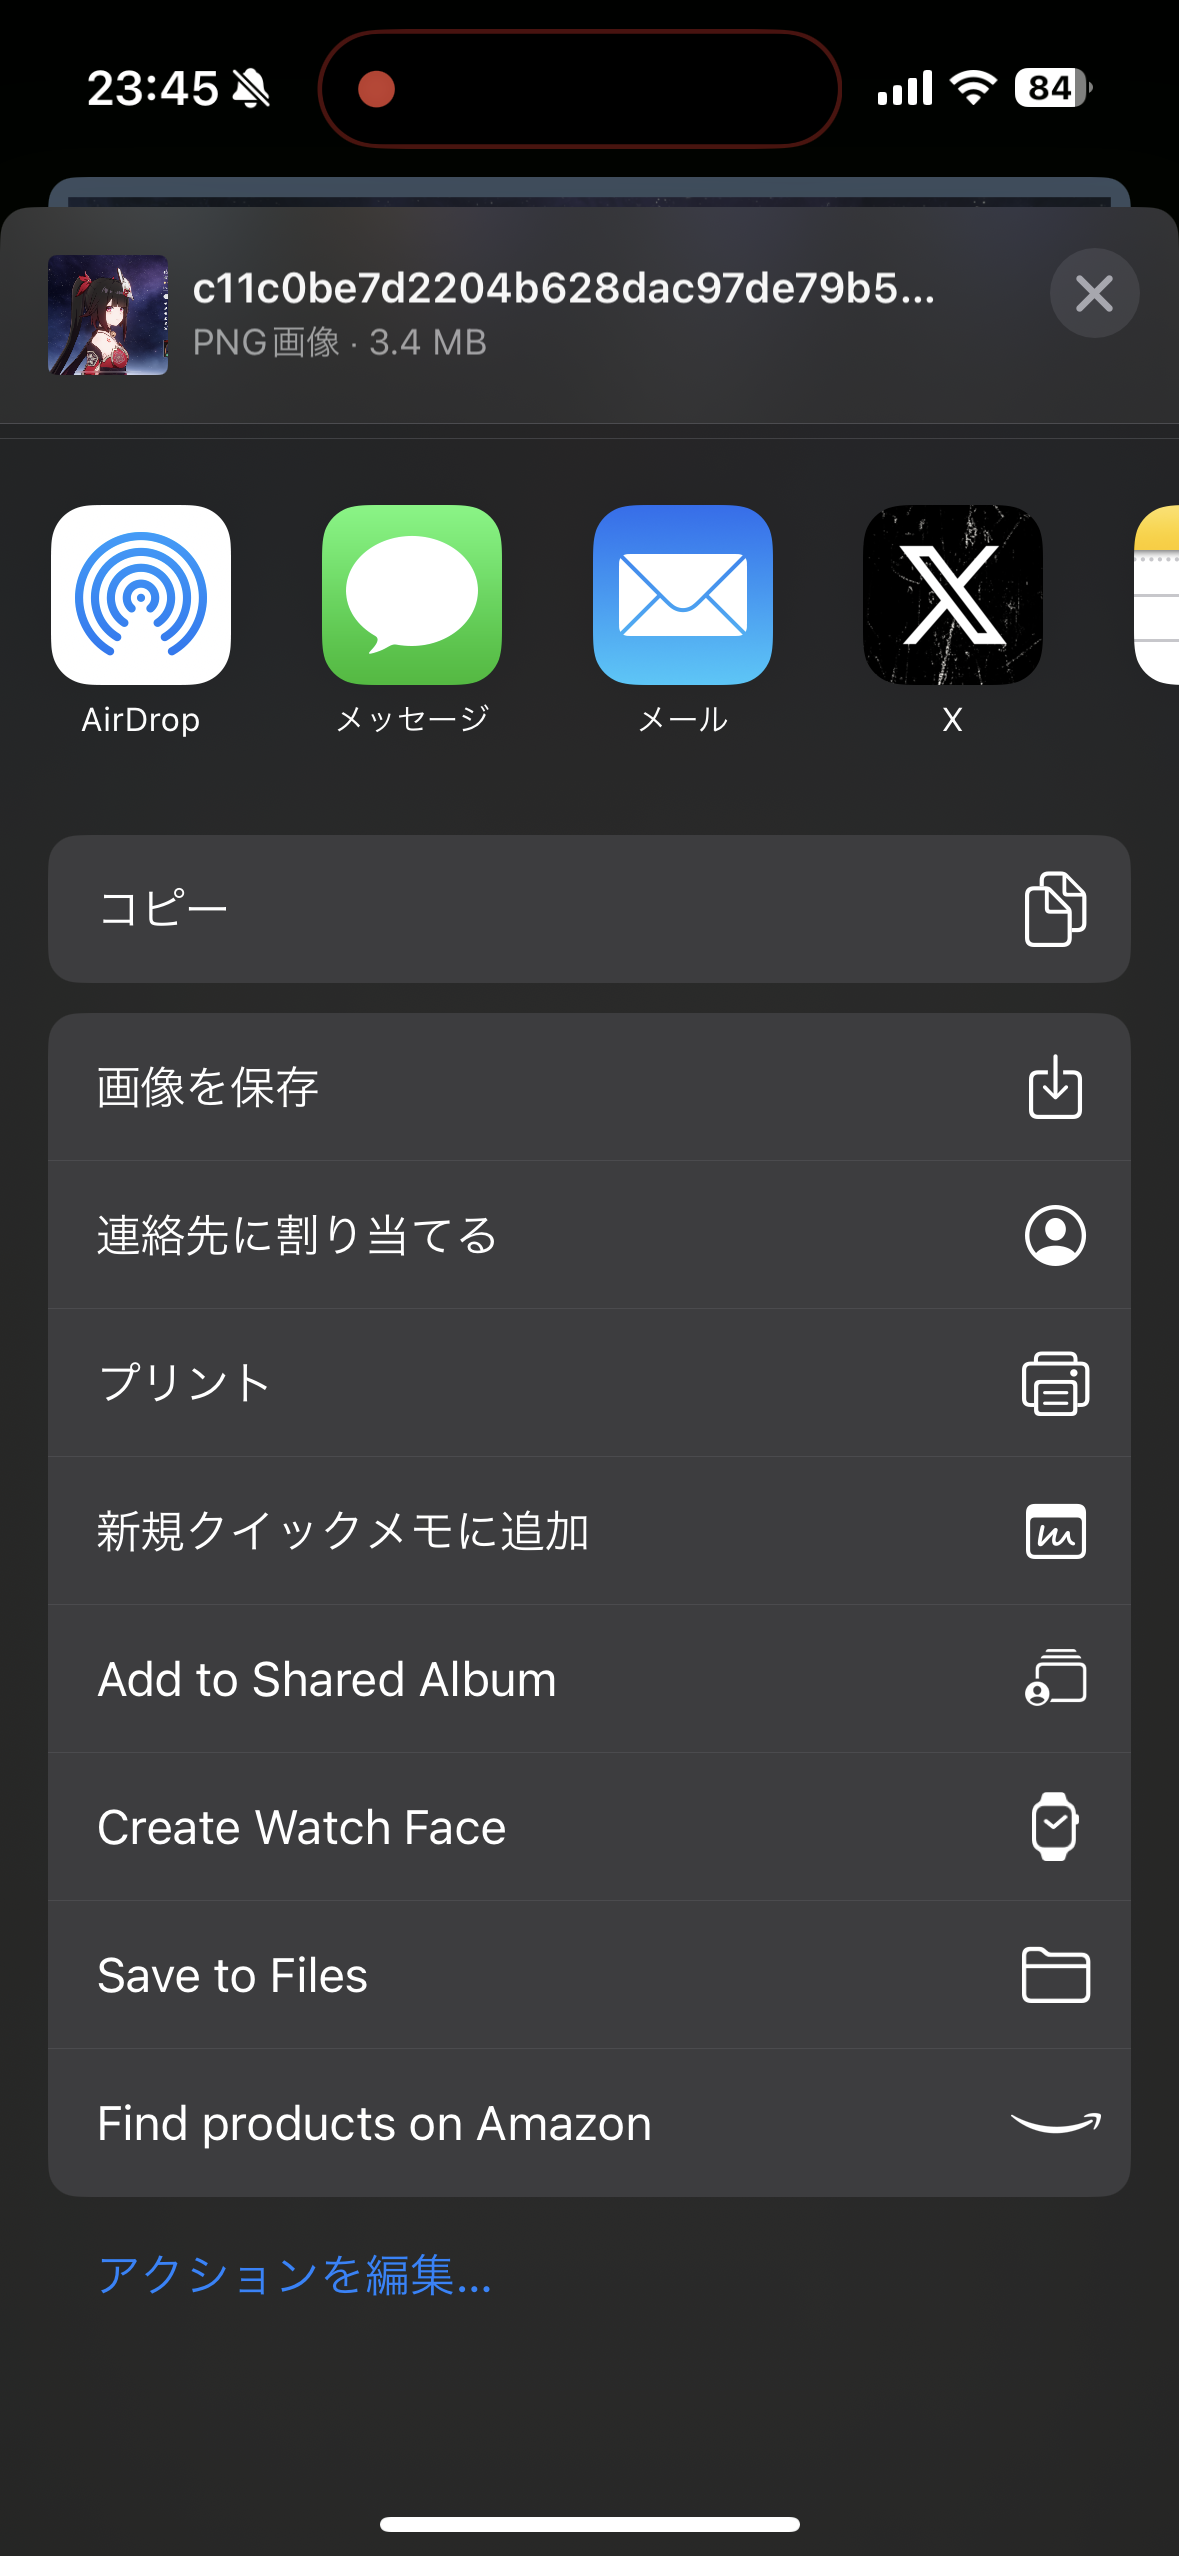 23:45
84
c11c0be7d2204b628dac97de79b5...
PNG画像 · 3.4 MB
AirDrop
メッセージ
メール
X
コピー
画像を保存
連絡先に割り当てる
プリント
新規クイックメモに追加
Add to Shared Album
Create Watch Face
Save to Files
Find products on Amazon
アクションを編集...